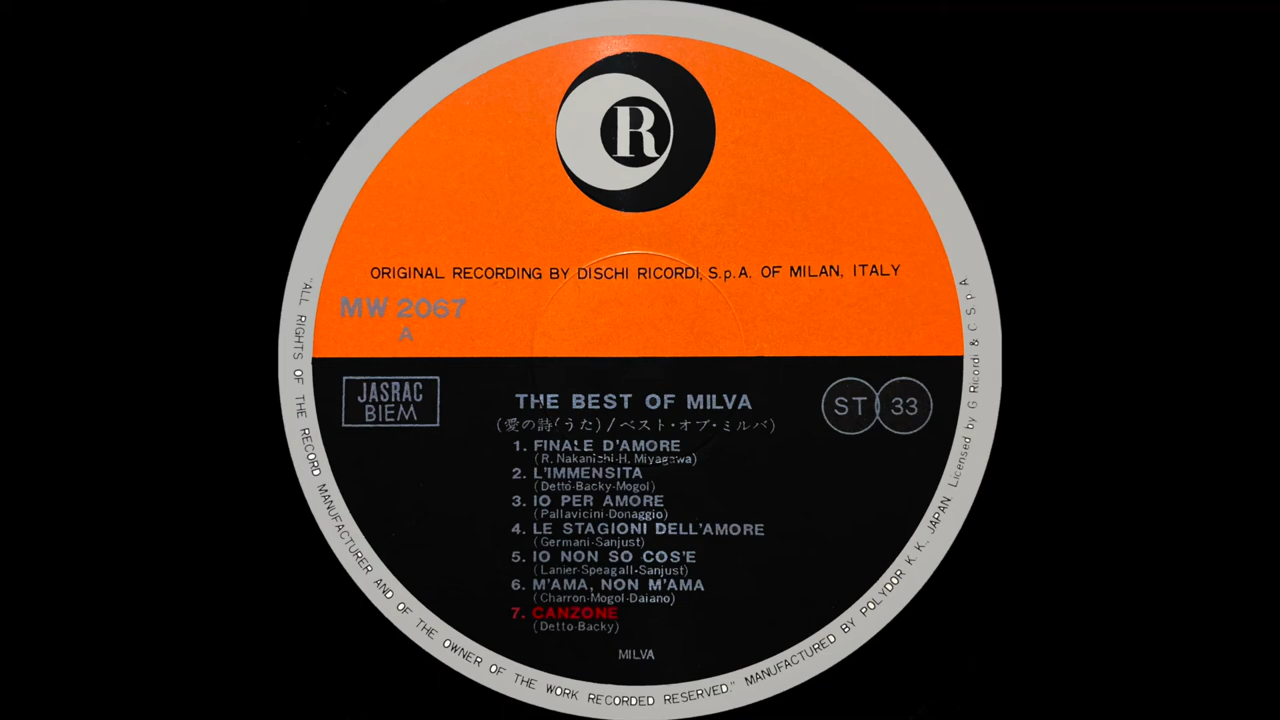 R
ORIGINAL RECORDING BY DISCHI RICORDI, S.p.A. OF MILAN, ITALY
MW 2067
A
JASRAC
BIEM
THE BEST OF MILVA
(愛の詩(うた)/ベスト・オブ・ミルバ)
ST 33
1. FINALE D'AMORE
(R. Nakanishi-H. Miyagawa)
2. L'IMMENSITA
(Detto-Backy-Mogol)
3. IO PER AMORE
(Pallavicini-Donaggio)
4. LE STAGIONI DELL'AMORE
(Germani-Sanjust)
5. IO NON SO COS'E
(Lanier-Speagall-Sanjust)
6. M'AMA, NON M'AMA
(Charron-Mogol-Daiano)
7. CANZONE
(Detto-Backy)
MILVA
"ALL RIGHTS OF THE RECORD MANUFACTURER AND OF THE OWNER OF THE WORK RECORDED RESERVED." MANUFACTURED BY POLYDOR K. K., JAPAN. Licensed by G Ricordi & C S p A